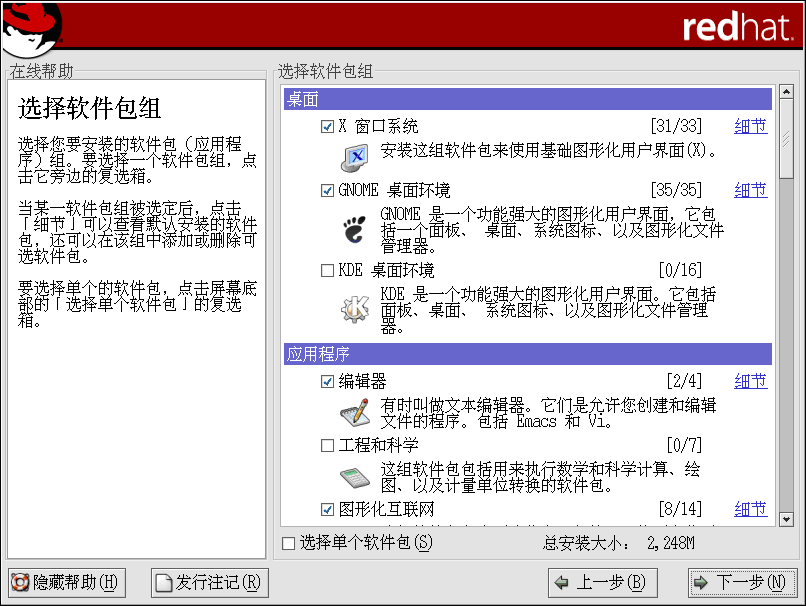 redhat.
在线帮助
选择软件包组
选择您要安装的软件包（应用程
序）组。要选择一个软件包组，点
击它旁边的复选箱。
当某一软件包组被选定后，点击
「细节」可以查看默认安装的软件
包，还可以在该组中添加或删除可
选软件包。
要选择单个的软件包，点击屏幕底
部的「选择单个软件包」的复选
箱。
选择软件包组
桌面
X 窗口系统 [31/33] 细节
安装这组软件包来使用基础图形化用户界面(X)。
GNOME 桌面环境 [35/35] 细节
GNOME 是一个功能强大的图形化用户界面，它包
括一个面板、 桌面、系统图标、以及图形化文件
管理器。
KDE 桌面环境 [0/16]
KDE 是一个功能强大的图形化用户界面。它包括
面板、桌面、 系统图标、以及图形化文件管理
器。
应用程序
编辑器 [2/4] 细节
有时叫做文本编辑器。它们是允许您创建和编辑
文件的程序。包括 Emacs 和 Vi。
工程和科学 [0/7]
这组软件包包括用来执行数学和科学计算、绘
图、以及计量单位转换的软件包。
图形化互联网 [8/14] 细节
选择单个软件包(S) 总安装大小： 2,248M
隐藏帮助(H) 发行注记(R) 上一步(B) 下一步(N)